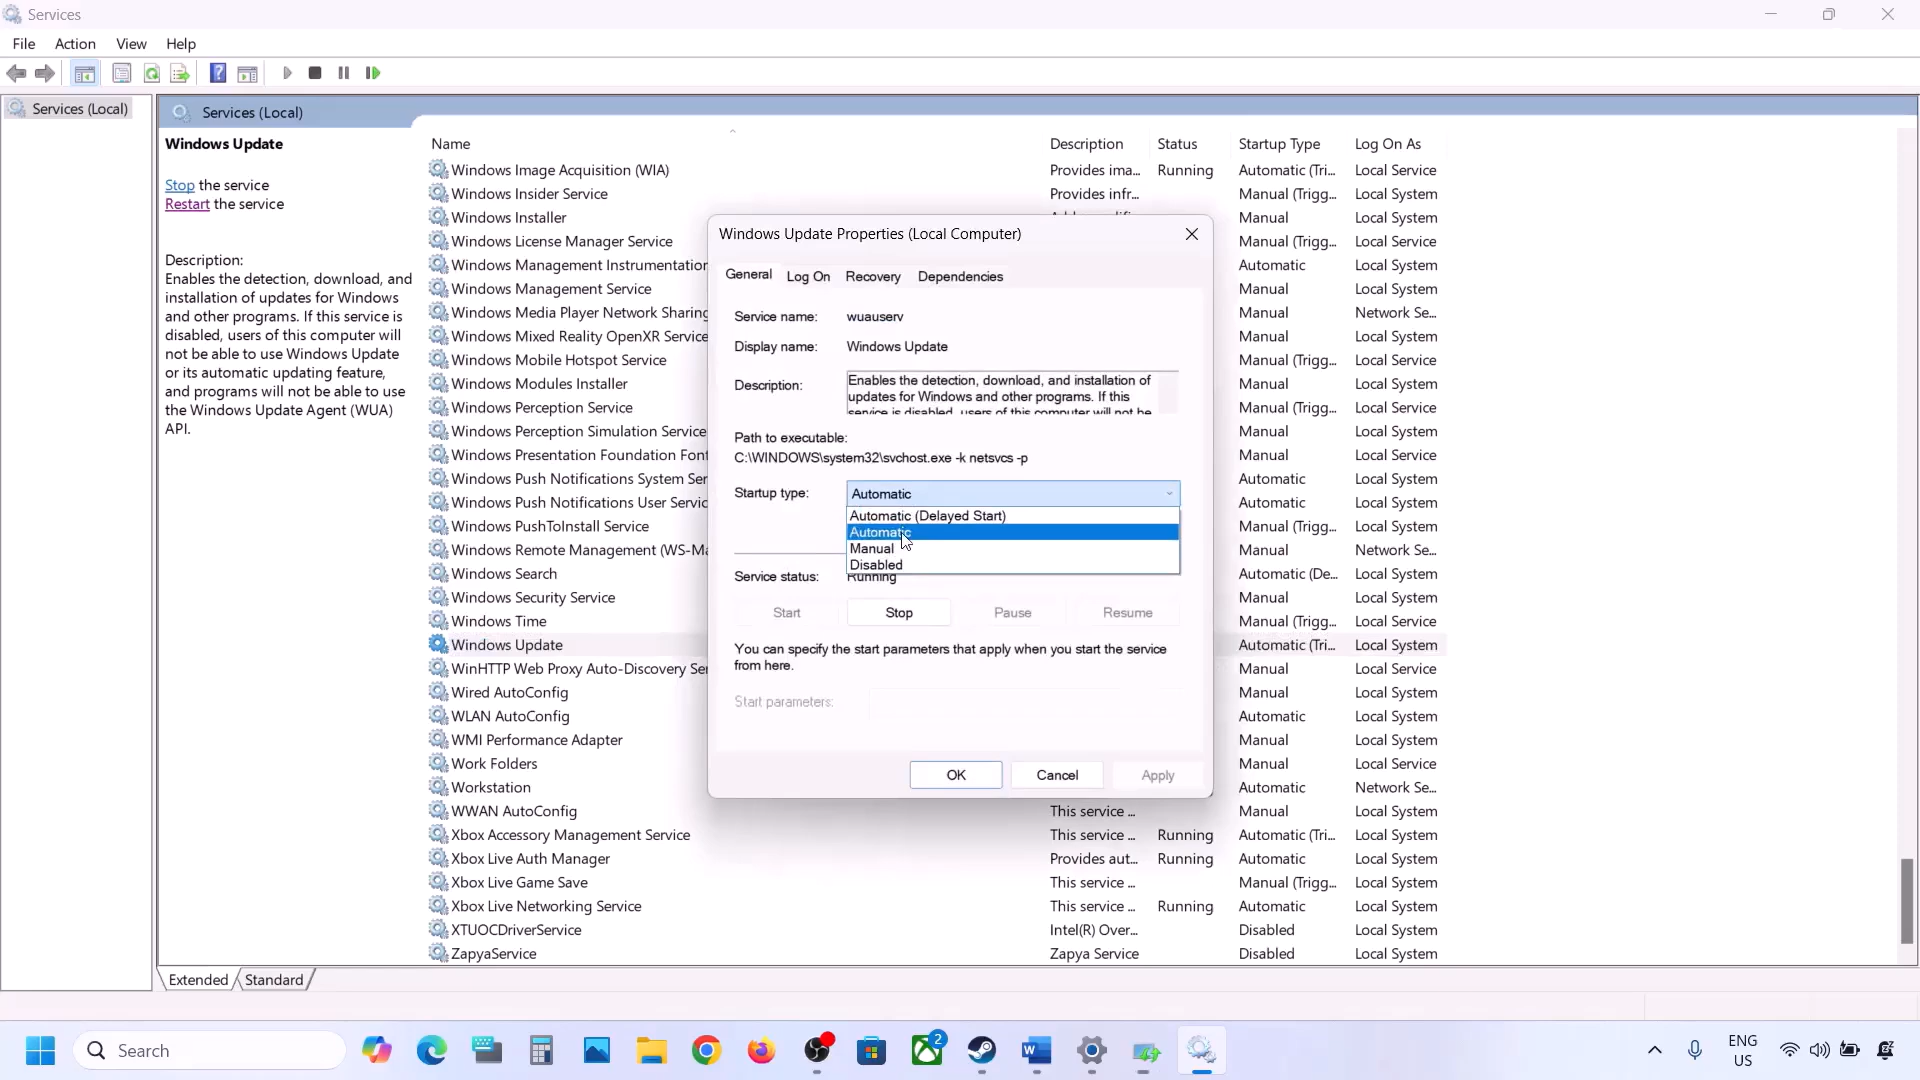 Services
File Action View Help
Services (Local)
Services (Local)
Windows Update
Stop the service
Restart the service
Description:
Enables the detection, download, and
installation of updates for Windows
and other programs. If this service is
disabled, users of this computer will
not be able to use Windows Update
or its automatic updating feature,
and programs will not be able to use
the Windows Update Agent (WUA)
API.
Name Description Status Startup Type Log On As
Windows Image Acquisition (WIA) Provides ima... Running Automatic (Tri... Local Service
Windows Insider Service Provides infr... Manual (Trigg... Local System
Windows Installer Manual Local System
Windows License Manager Service Manual (Trigg... Local Service
Windows Management Instrumentation Automatic Local System
Windows Management Service Manual Local System
Windows Media Player Network Sharing Manual Network Se...
Windows Mixed Reality OpenXR Service Manual Local System
Windows Mobile Hotspot Service Manual (Trigg... Local Service
Windows Modules Installer Manual Local System
Windows Perception Service Manual (Trigg... Local Service
Windows Perception Simulation Service Manual Local System
Windows Presentation Foundation Font Manual Local Service
Windows Push Notifications System Ser Automatic Local System
Windows Push Notifications User Servic Automatic Local System
Windows PushToInstall Service Manual (Trigg... Local System
Windows Remote Management (WS-Ma Manual Network Se...
Windows Search Automatic (De... Local System
Windows Security Service Manual Local System
Windows Time Manual (Trigg... Local Service
Windows Update Automatic (Tri... Local System
WinHTTP Web Proxy Auto-Discovery Ser Manual Local Service
Wired AutoConfig Manual Local System
WLAN AutoConfig Automatic Local System
WMI Performance Adapter Manual Local System
Work Folders Manual Local Service
Workstation Automatic Network Se...
WWAN AutoConfig This service ... Manual Local System
Xbox Accessory Management Service This service ... Running Automatic (Tri... Local System
Xbox Live Auth Manager Provides aut... Running Automatic Local System
Xbox Live Game Save This service ... Manual (Trigg... Local System
Xbox Live Networking Service This service ... Running Automatic Local System
XTUOCDriverService Intel(R) Over... Disabled Local System
ZapyaService Zapya Service Disabled Local System
Windows Update Properties (Local Computer)
General Log On Recovery Dependencies
Service name: wuauserv
Display name: Windows Update
Description: Enables the detection, download, and installation of
updates for Windows and other programs. If this
service is disabled, users of this computer will not be
Path to executable:
C:\WINDOWS\system32\svchost.exe -k netsvcs -p
Startup type: Automatic
Automatic (Delayed Start)
Automatic
Manual
Disabled
Service status: Running
Start Stop Pause Resume
You can specify the start parameters that apply when you start the service
from here.
Start parameters:
OK Cancel Apply
Extended Standard
Search
2
ENG
US